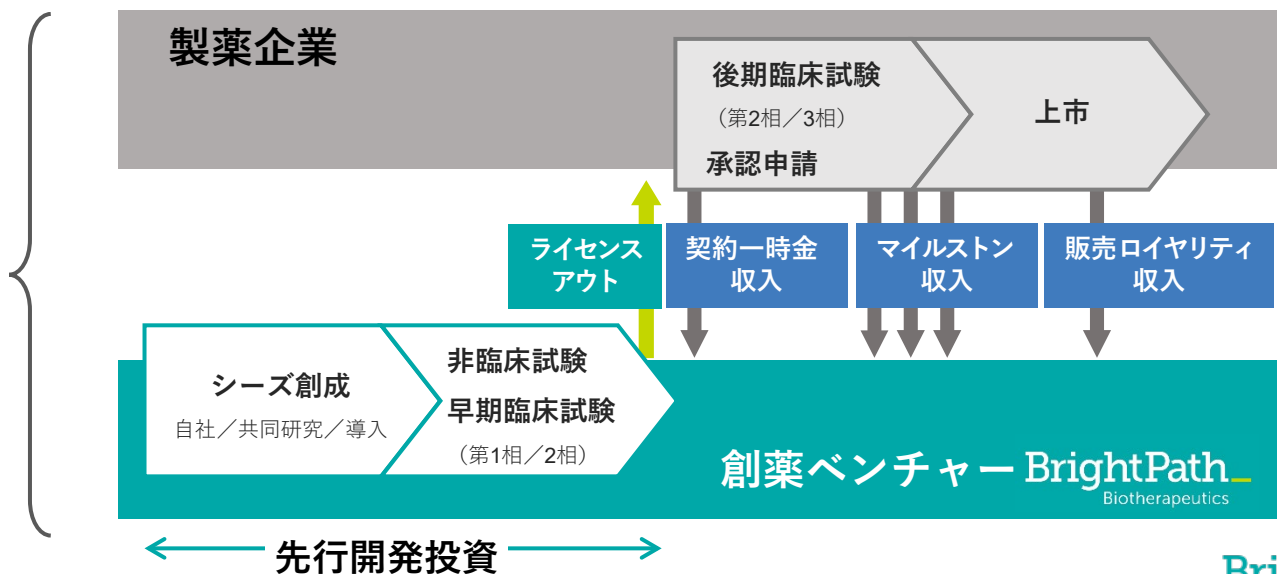 製薬企業
後期臨床試験
（第2相／3相）
承認申請
上市
ライセンス
アウト
契約一時金
収入
マイルストン
収入
販売ロイヤリティ
収入
シーズ創成
自社／共同研究／導入
非臨床試験
早期臨床試験
（第1相／2相）
創薬ベンチャー BrightPath_
Biotherapeutics
先行開発投資
Bri